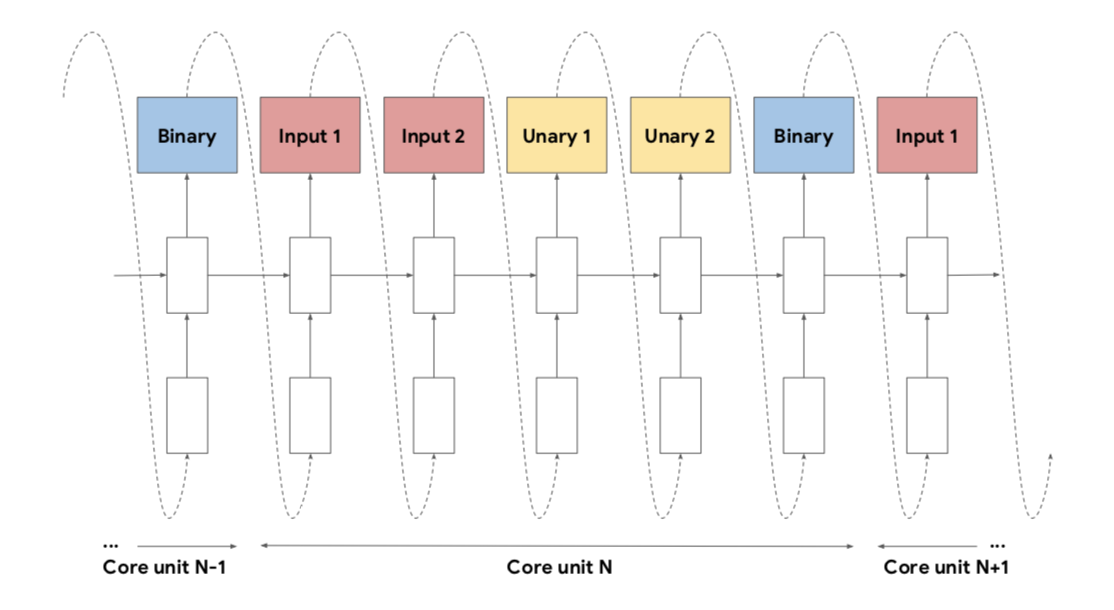 Binary
Input 1
Input 2
Unary 1
Unary 2
Binary
Input 1
...
...
Core unit N-1
Core unit N
Core unit N+1